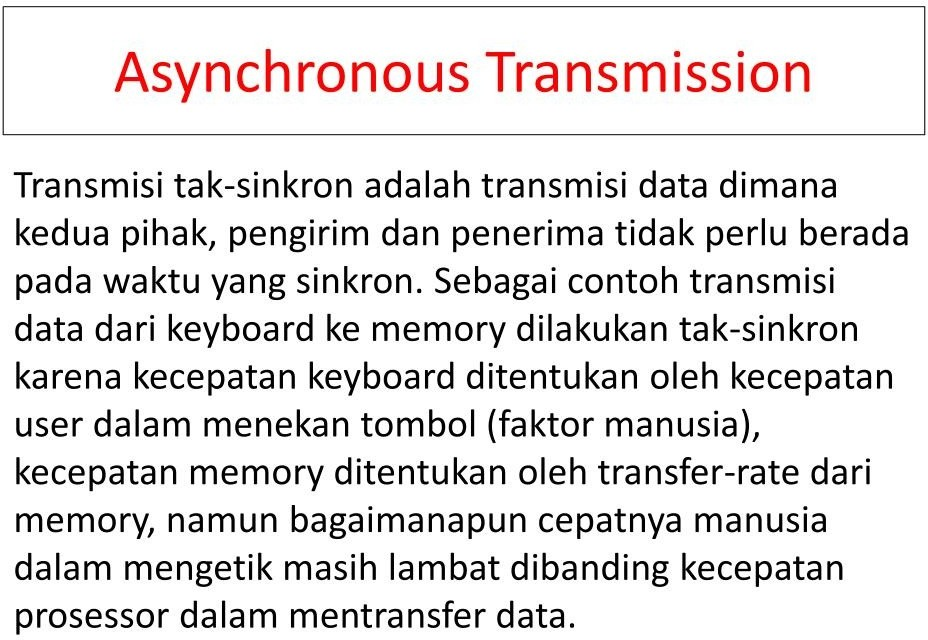 Asynchronous Transmission
Transmisi tak-sinkron adalah transmisi data dimana
kedua pihak, pengirim dan penerima tidak perlu berada
pada waktu yang sinkron. Sebagai contoh transmisi
data dari keyboard ke memory dilakukan tak-sinkron
karena kecepatan keyboard ditentukan oleh kecepatan
user dalam menekan tombol (faktor manusia),
kecepatan memory ditentukan oleh transfer-rate dari
memory, namun bagaimanapun cepatnya manusia
dalam mengetik masih lambat dibanding kecepatan
prosessor dalam mentransfer data.